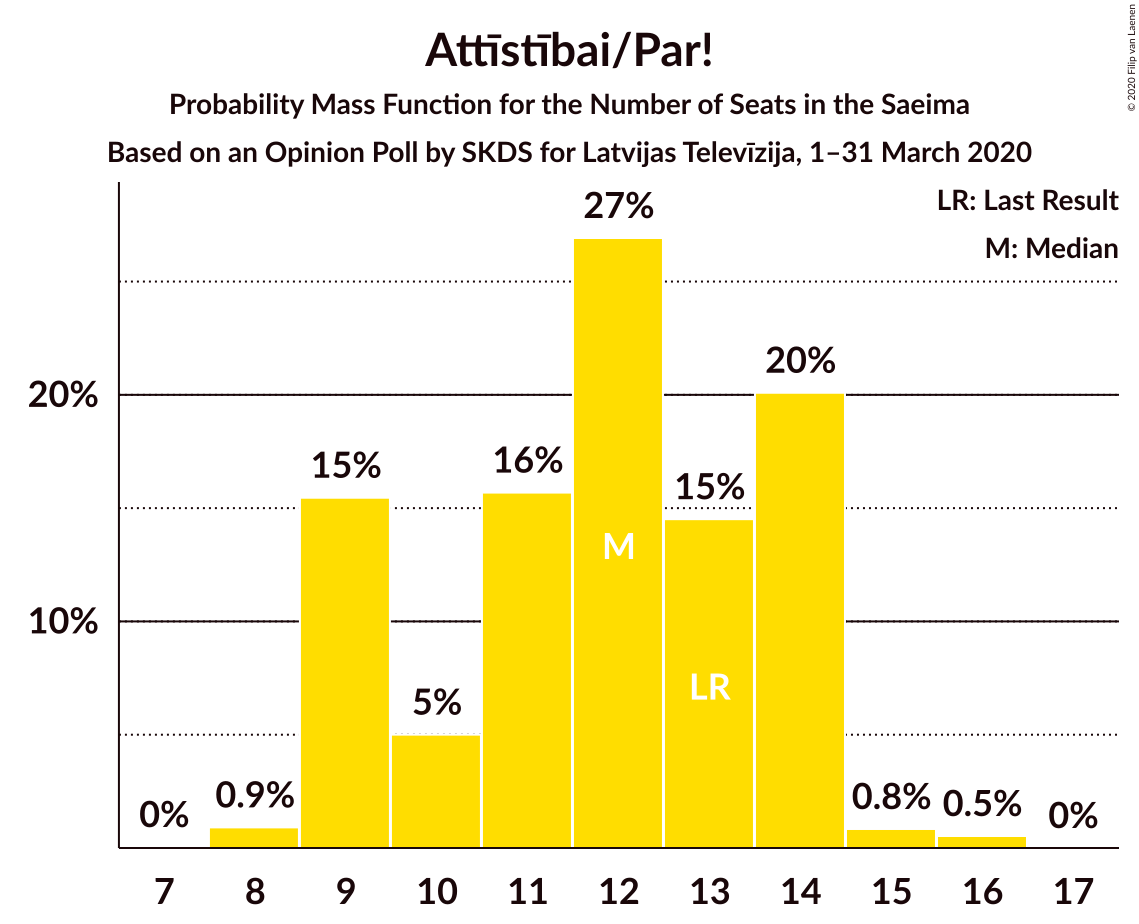 Attīstībai/Par!
Probability Mass Function for the Number of Seats in the Saeima
Based on an Opinion Poll by SKDS for Latvijas Televīzija, 1–31 March 2020
© 2020 Filip van Laenen
LR: Last Result
M: Median
27%
20%
20%
15%
16%
15%
M
10%
LR
5%
0%
0.9%
0.8%
0.5%
0%
7 8 9 10 11 12 13 14 15 16 17